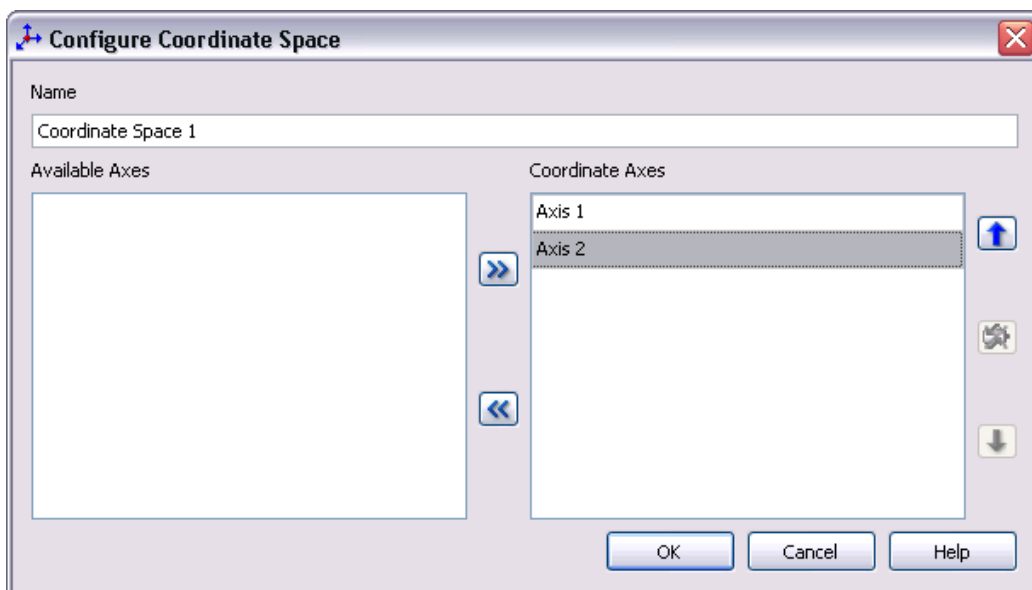 Configure Coordinate Space
Name
Coordinate Space 1
Available Axes
Coordinate Axes
Axis 1
Axis 2
OK
Cancel
Help